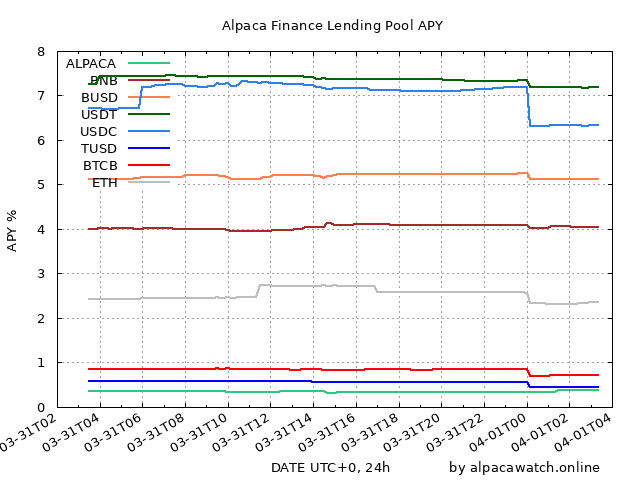 Alpaca Finance Lending Pool APY
8
7
6
5
4
3
2
1
0
APY %
ALPACA
BNB
BUSD
USDT
USDC
TUSD
BTCB
ETH
03-31T02
03-31T04
03-31T06
03-31T08
03-31T10
03-31T12
03-31T14
03-31T16
03-31T18
03-31T20
03-31T22
04-01T00
04-01T02
04-01T04
DATE UTC+0, 24h
by alpacawatch.online